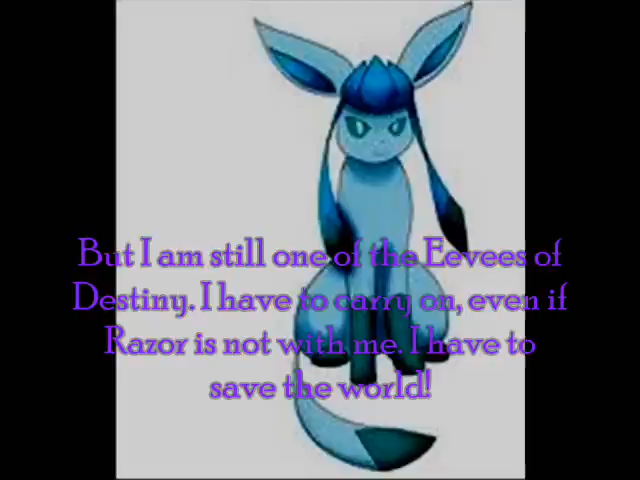 But I am still one of the Eevees of
Destiny. I have to carry on, even if
Razor is not with me. I have to
save the world!